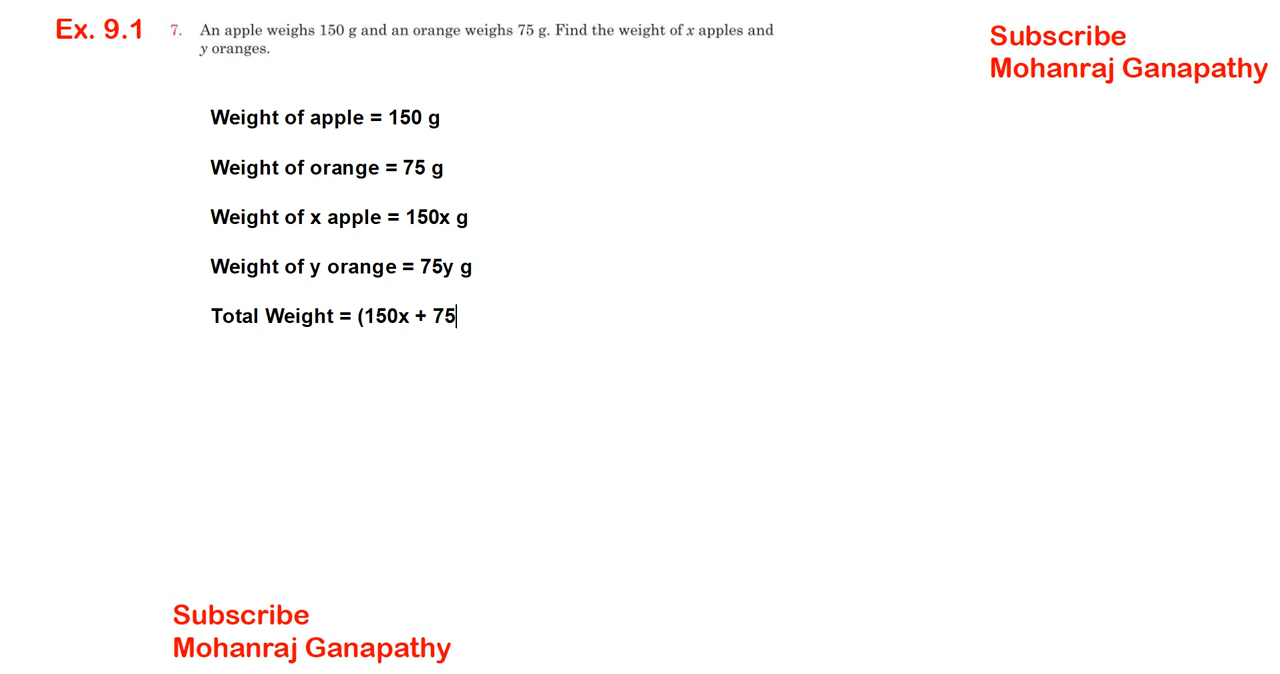 Ex. 9.1
7. An apple weighs 150 g and an orange weighs 75 g. Find the weight of x apples and
y oranges.
Subscribe
Mohanraj Ganapathy
Weight of apple = 150 g
Weight of orange = 75 g
Weight of x apple = 150x g
Weight of y orange = 75y g
Total Weight = (150x + 75
Subscribe
Mohanraj Ganapathy